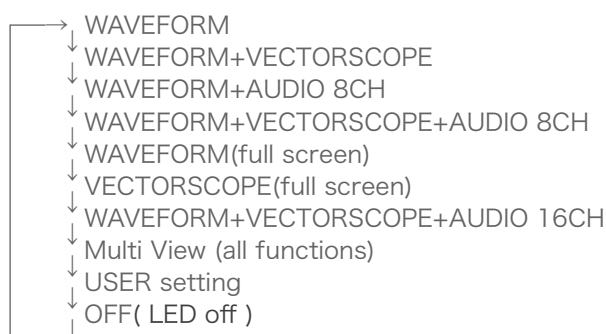 WAVEFORM
WAVEFORM+VECTORSCOPE
WAVEFORM+AUDIO 8CH
WAVEFORM+VECTORSCOPE+AUDIO 8CH
WAVEFORM(full screen)
VECTORSCOPE(full screen)
WAVEFORM+VECTORSCOPE+AUDIO 16CH
Multi View (all functions)
USER setting
OFF( LED off )